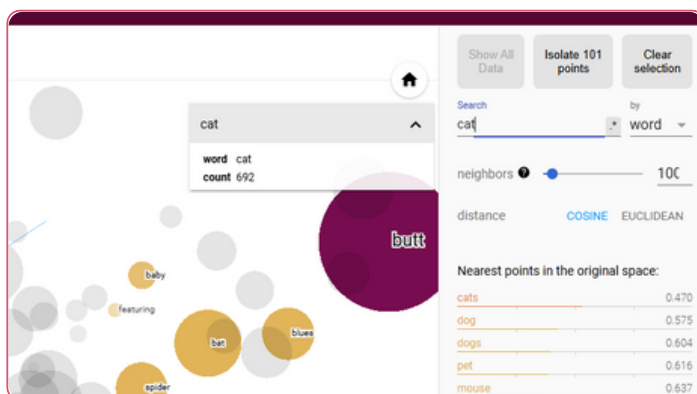 Show All
Data
Isolate 101
points
Clear
selection
Search
cat
.*
by
word
neighbors ?
100
distance
COSINE
EUCLIDEAN
Nearest points in the original space:
cats 0.470
dog 0.575
dogs 0.604
pet 0.616
mouse 0.637
cat
word cat
count 692
butt
baby
featuring
bat
blues
spider